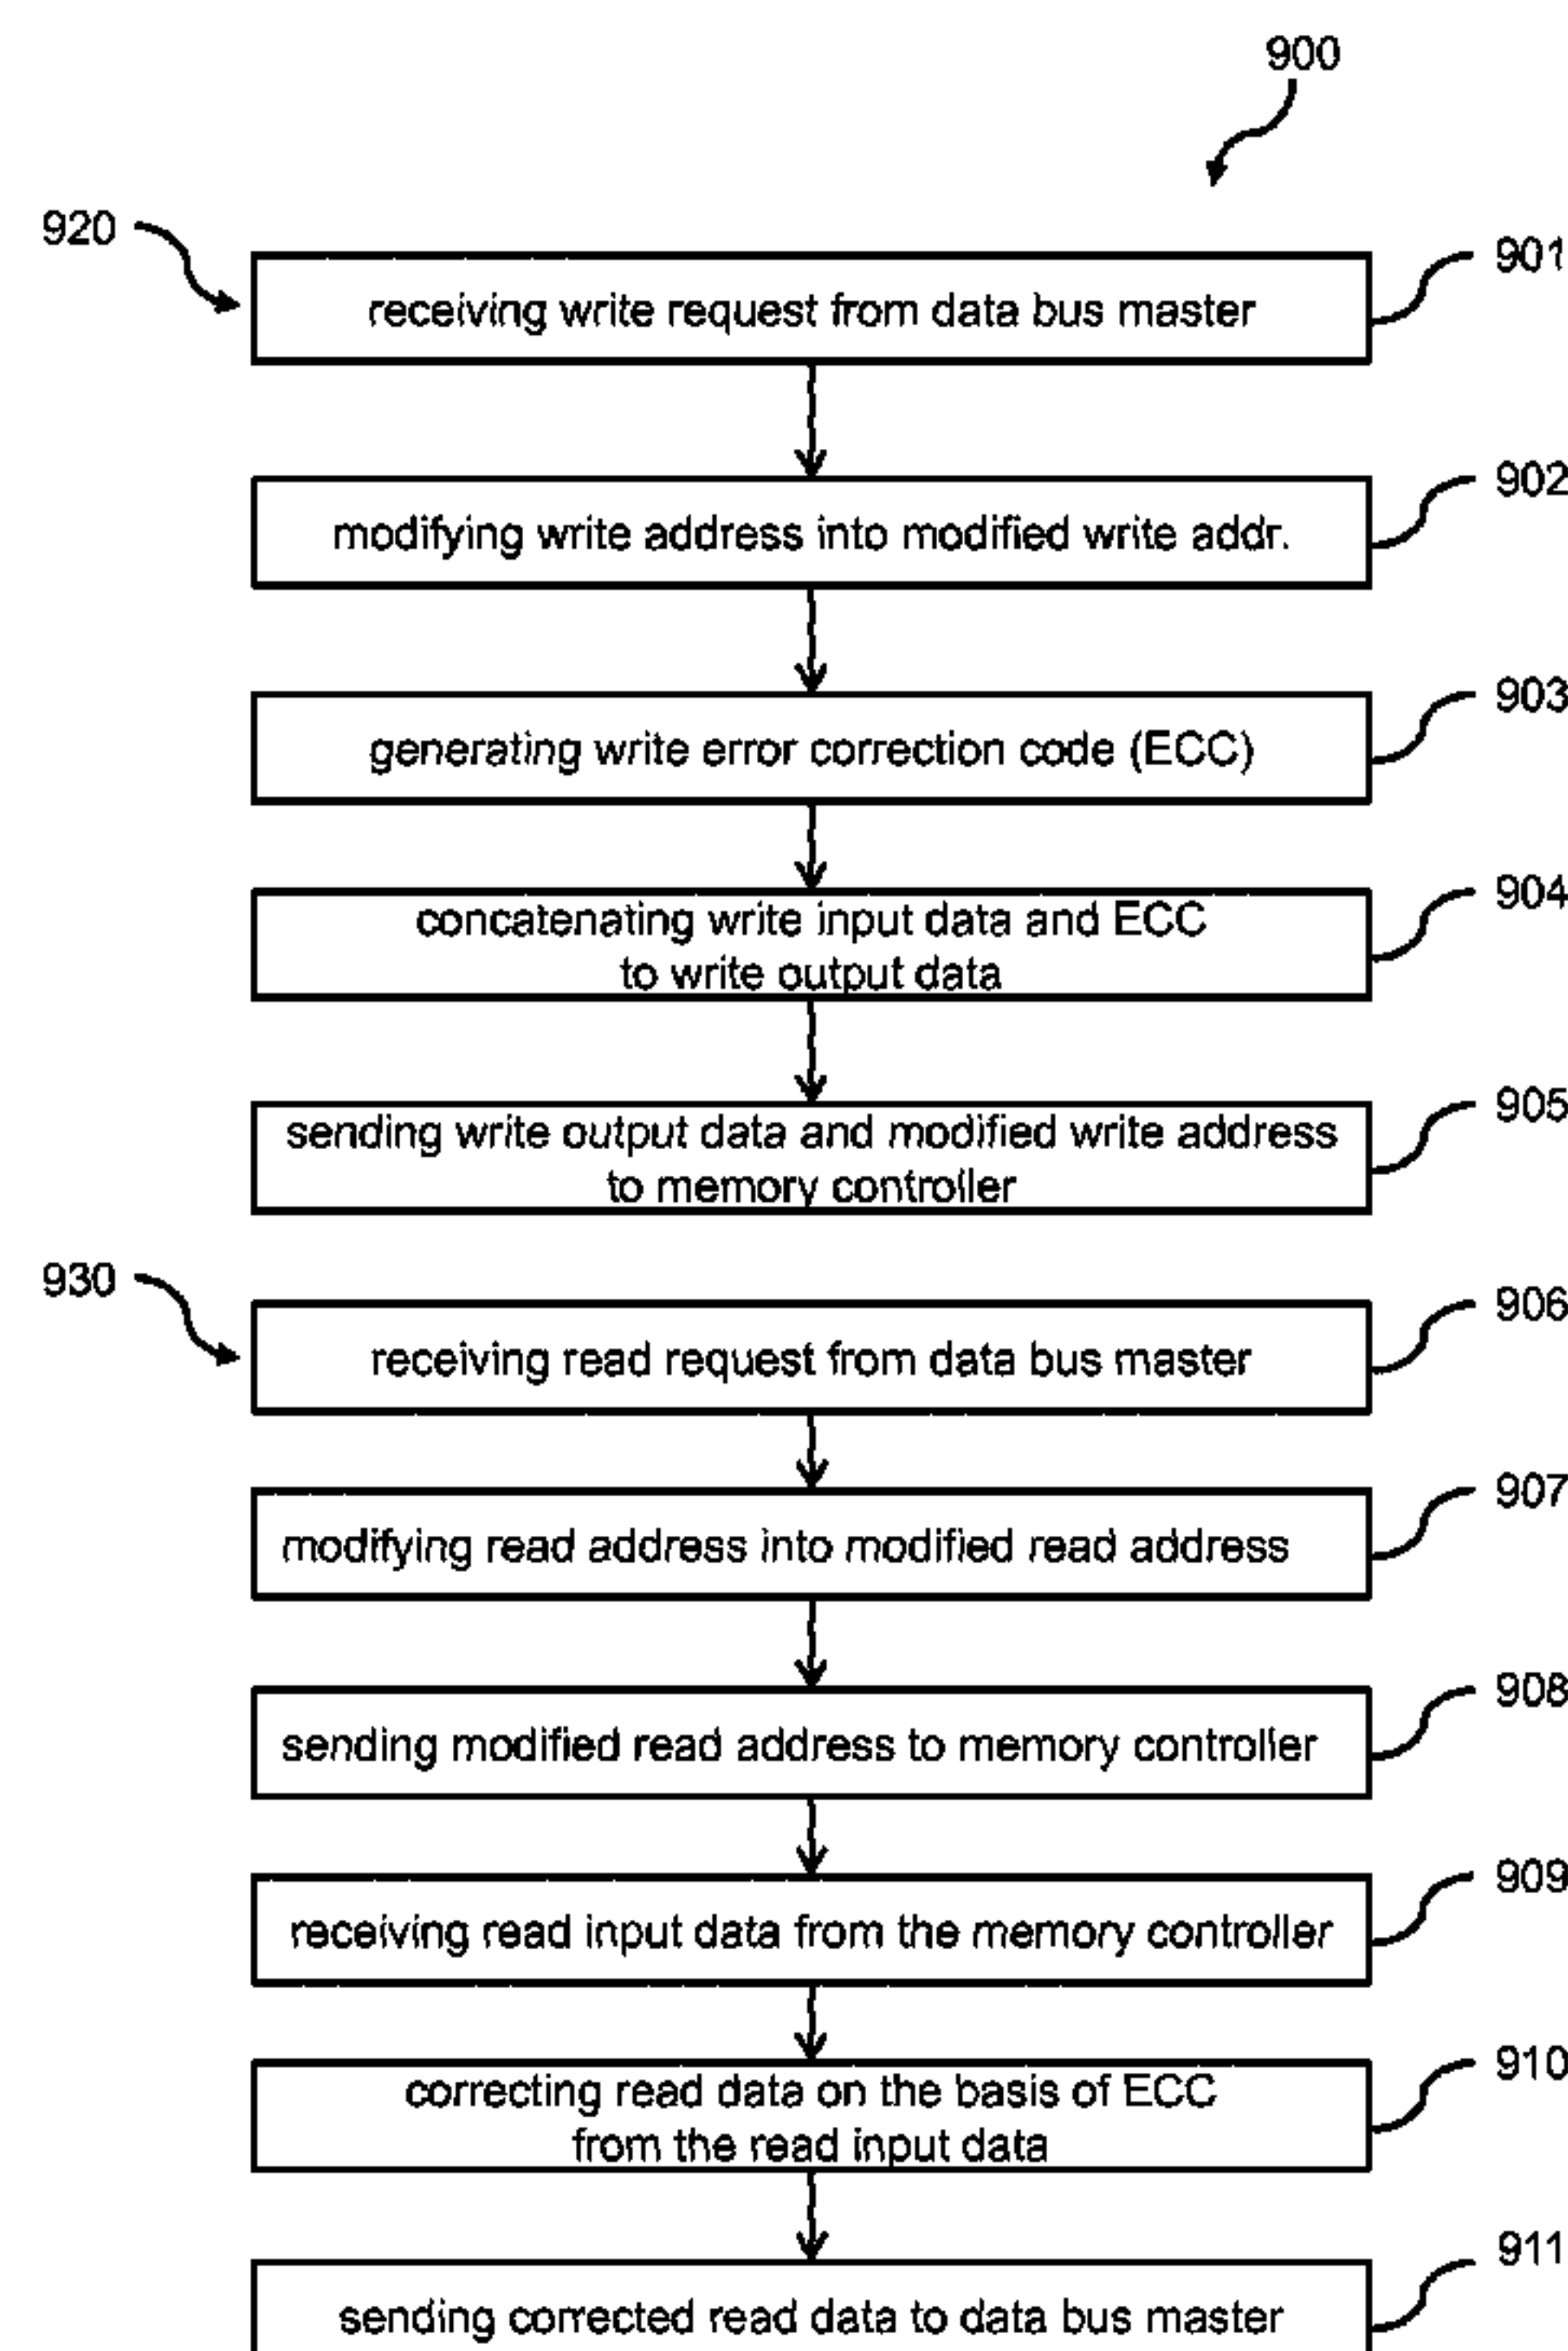 900
920
901
receiving write request from data bus master
902
modifying write address into modified write addr.
903
generating write error correction code (ECC)
904
concatenating write input data and ECC
to write output data
905
sending write output data and modified write address
to memory controller
930
906
receiving read request from data bus master
907
modifying read address into modified read address
908
sending modified read address to memory controller
909
receiving read input data from the memory controller
910
correcting read data on the basis of ECC
from the read input data
911
sending corrected read data to data bus master